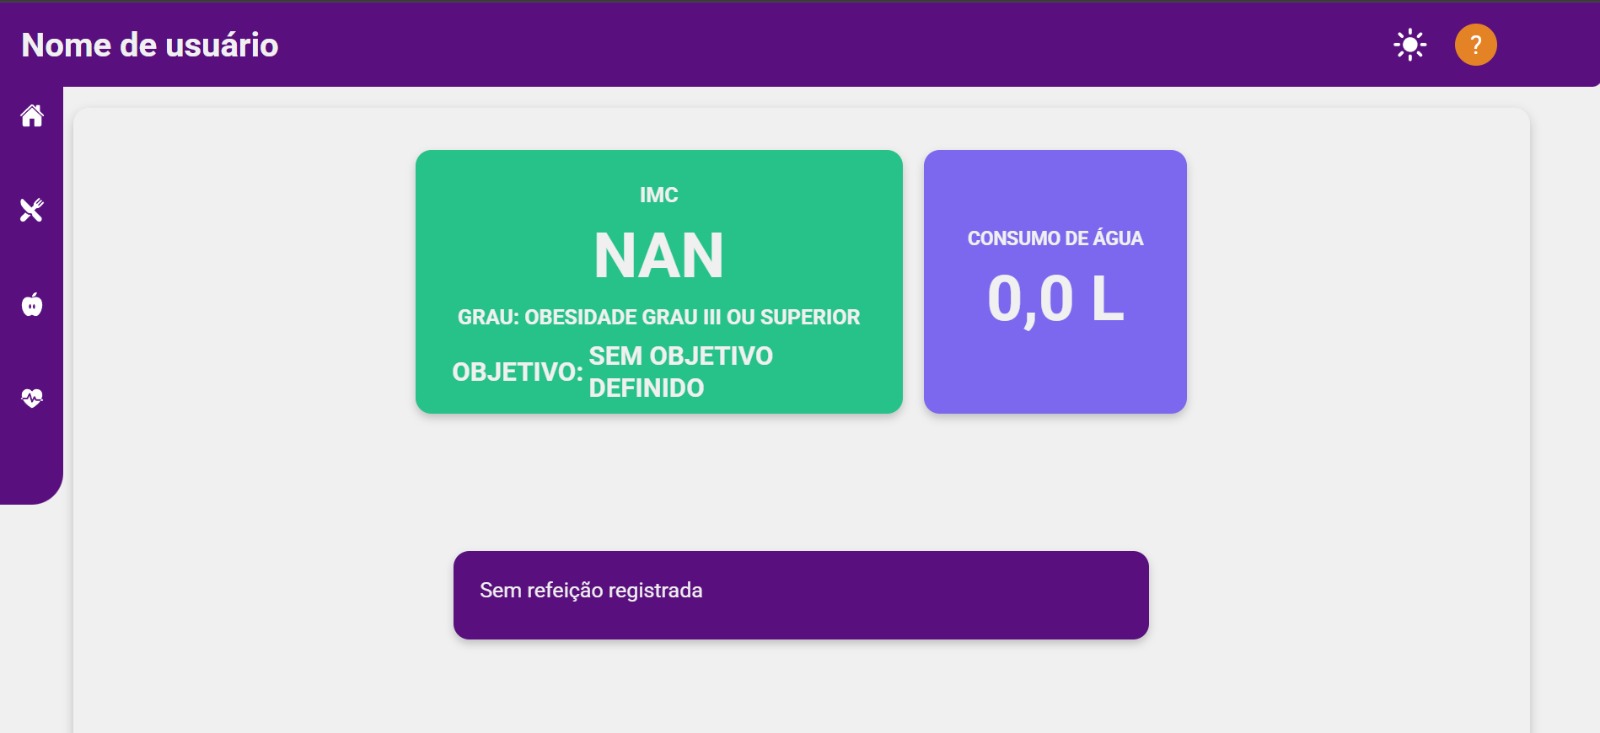 Nome de usuário
?
IMC
NAN
GRAU: OBESIDADE GRAU III OU SUPERIOR
OBJETIVO: SEM OBJETIVO
DEFINIDO
CONSUMO DE ÁGUA
0,0 L
Sem refeição registrada